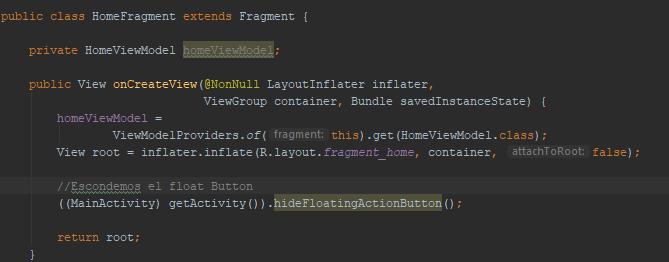 public class HomeFragment extends Fragment {
private HomeViewModel homeViewModel;
public View onCreateView(@NonNull LayoutInflater inflater,
ViewGroup container, Bundle savedInstanceState) {
homeViewModel =
ViewModelProviders.of( fragment: this).get(HomeViewModel.class);
View root = inflater.inflate(R.layout.fragment_home, container, attachToRoot: false);
//Escondemos el float Button
((MainActivity) getActivity()).hideFloatingActionButton();
return root;
}